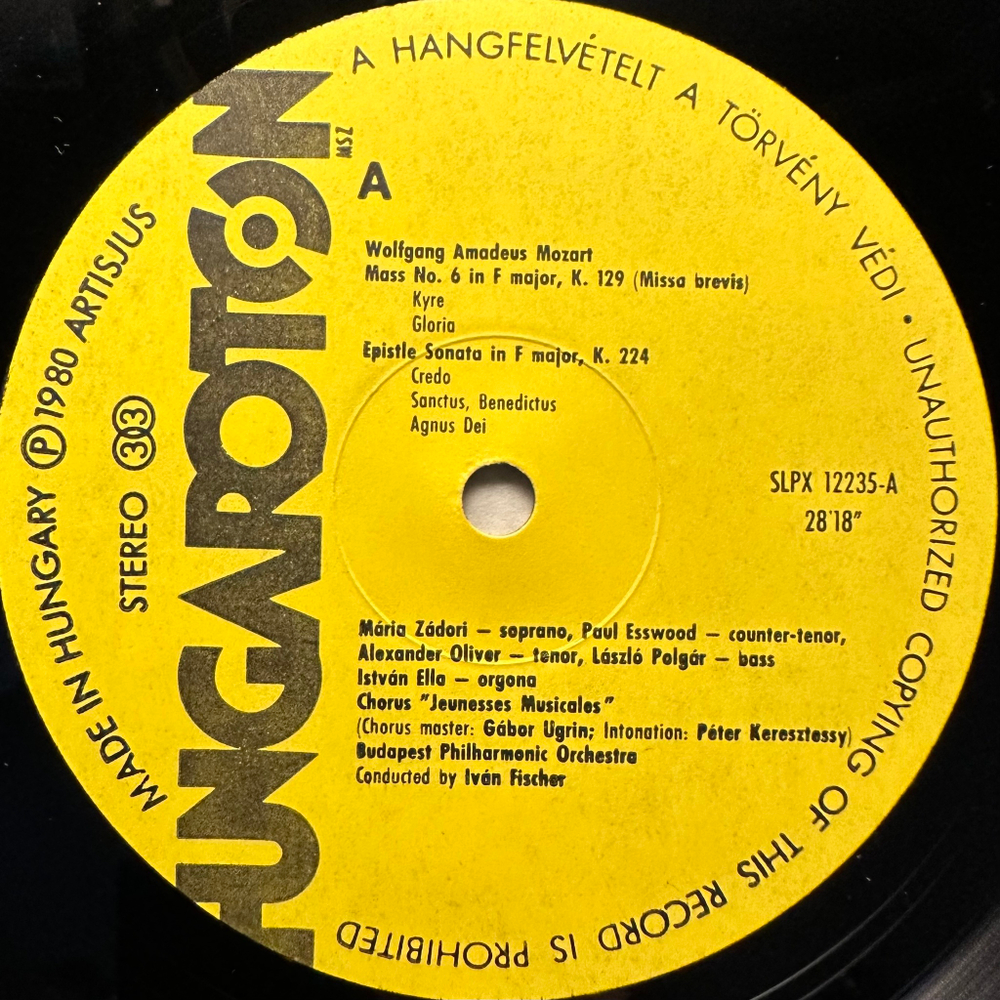 A HANGFELVÉTELT A TÖRVÉNY VÉDI • UNAUTHORIZED COPYING OF THIS RECORD IS PROHIBITED
MADE IN HUNGARY Ⓟ 1980 ARTISJUS
STEREO 303
HUNGAROTON
MSZ
A
Wolfgang Amadeus Mozart
Mass No. 6 in F major, K. 129 (Missa brevis)
Kyre
Gloria
Epistle Sonata in F major, K. 224
Credo
Sanctus, Benedictus
Agnus Dei
SLPX 12235-A
28'18"
Mária Zádori — soprano, Paul Esswood — counter-tenor,
Alexander Oliver — tenor, László Polgár — bass
István Ella — orgona
Chorus "Jeunesses Musicales"
(Chorus master: Gábor Ugrin; Intonation: Péter Keresztessy)
Budapest Philharmonic Orchestra
Conducted by Iván Fischer